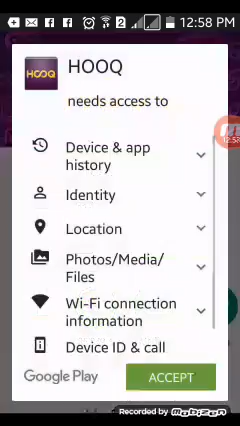 2
12:58 PM
HOOQ
HOOQ
needs access to
Device & app
history
Identity
Location
Photos/Media/
Files
Wi-Fi connection
information
Device ID & call
Google Play
ACCEPT
Recorded by mobizen